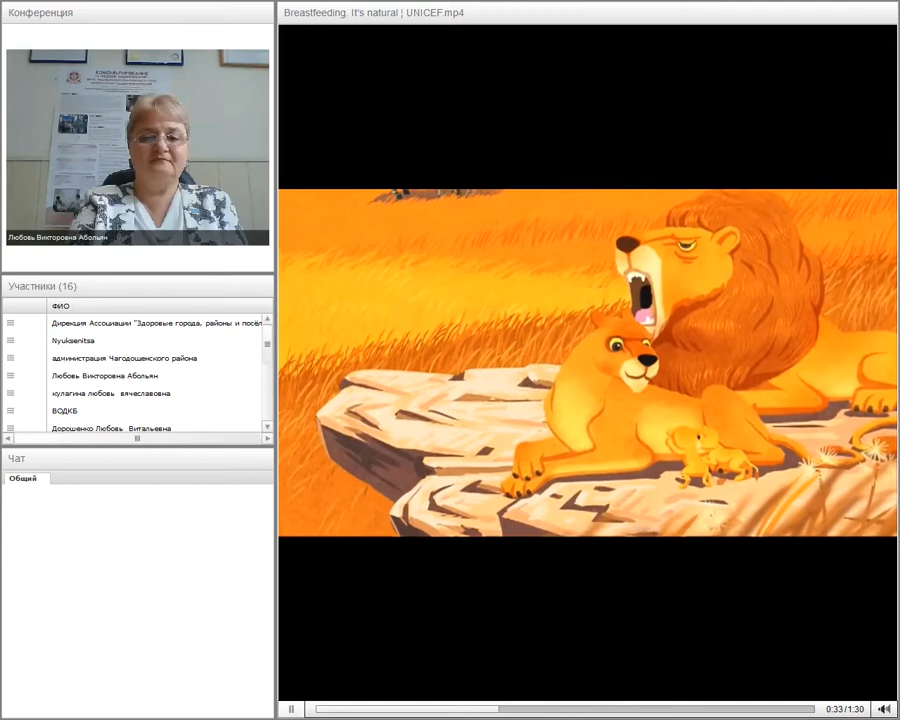 Конференция
Breastfeeding. It's natural ¦ UNICEF.mp4
КОНСУЛЬТИРОВАНИЕ
Любовь Викторовна Абольян
Участники (16)
ФИО
Дирекция Ассоциации "Здоровые города, районы и посёл
Nyuksenitsa
администрация Чагодощенского района
Любовь Викторовна Абольян
кулагина любовь вячеславовна
ВОДКБ
Дорошенко Любовь Витальевна
Чат
Общий
0:33/1:30